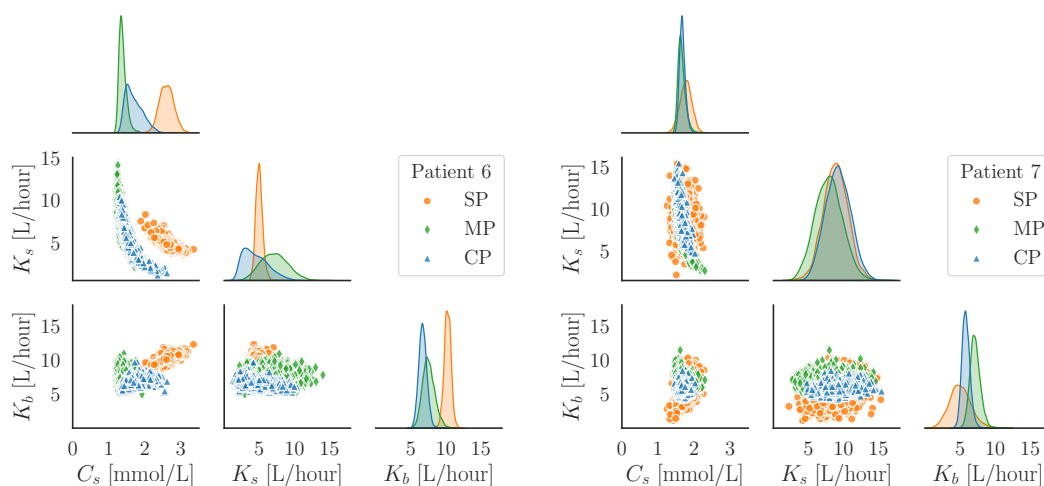 15
10
5
K_s [L/hour]
Patient 6
SP
MP
CP
15
10
5
K_b [L/hour]
0 1 2 3
C_s [mmol/L]
5 10 15
K_s [L/hour]
5 10 15
K_b [L/hour]
15
10
5
K_s [L/hour]
Patient 7
SP
MP
CP
15
10
5
K_b [L/hour]
0 1 2 3
C_s [mmol/L]
5 10 15
K_s [L/hour]
5 10 15
K_b [L/hour]